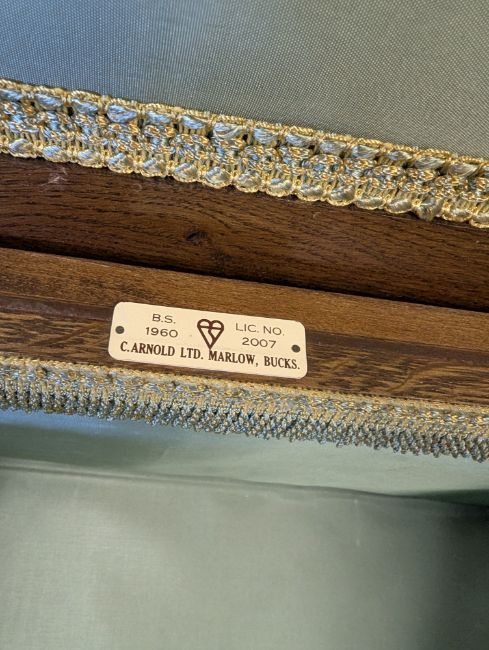 B.S.
1960
LIC. NO.
2007
C. ARNOLD LTD. MARLOW, BUCKS.